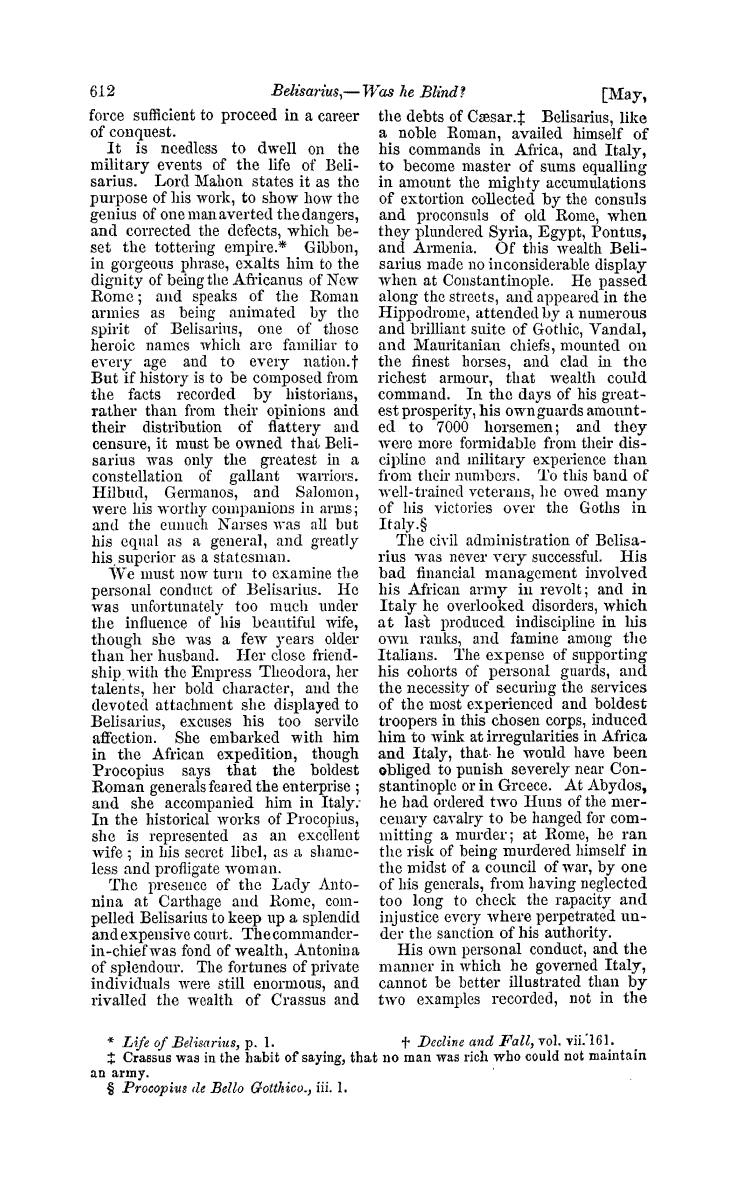 612 Belisarius,—Was he Blind? [May,
force sufficient to proceed in a career
of conquest.
It is needless to dwell on the
military events of the life of Beli-
sarius. Lord Mahon states it as the
purpose of his work, to show how the
genius of one man averted the dangers,
and corrected the defects, which be-
set the tottering empire.* Gibbon,
in gorgeous phrase, exalts him to the
dignity of being the Africanus of New
Rome; and speaks of the Roman
armies as being animated by the
spirit of Belisarius, one of those
heroic names which are familiar to
every age and to every nation.†
But if history is to be composed from
the facts recorded by historians,
rather than from their opinions and
their distribution of flattery and
censure, it must be owned that Beli-
sarius was only the greatest in a
constellation of gallant warriors.
Hilbud, Germanos, and Salomon,
were his worthy companions in arms;
and the eunuch Narses was all but
his equal as a general, and greatly
his superior as a statesman.
We must now turn to examine the
personal conduct of Belisarius. He
was unfortunately too much under
the influence of his beautiful wife,
though she was a few years older
than her husband. Her close friend-
ship with the Empress Theodora, her
talents, her bold character, and the
devoted attachment she displayed to
Belisarius, excuses his too servile
affection. She embarked with him
in the African expedition, though
Procopius says that the boldest
Roman generals feared the enterprise;
and she accompanied him in Italy.
In the historical works of Procopius,
she is represented as an excellent
wife; in his secret libel, as a shame-
less and profligate woman.
The presence of the Lady Anto-
nina at Carthage and Rome, com-
pelled Belisarius to keep up a splendid
and expensive court. The commander-
in-chief was fond of wealth, Antonina
of splendour. The fortunes of private
individuals were still enormous, and
rivalled the wealth of Crassus and
the debts of Cæsar.‡ Belisarius, like
a noble Roman, availed himself of
his commands in Africa, and Italy,
to become master of sums equalling
in amount the mighty accumulations
of extortion collected by the consuls
and proconsuls of old Rome, when
they plundered Syria, Egypt, Pontus,
and Armenia. Of this wealth Beli-
sarius made no inconsiderable display
when at Constantinople. He passed
along the streets, and appeared in the
Hippodrome, attended by a numerous
and brilliant suite of Gothic, Vandal,
and Mauritanian chiefs, mounted on
the finest horses, and clad in the
richest armour, that wealth could
command. In the days of his great-
est prosperity, his own guards amount-
ed to 7000 horsemen; and they
were more formidable from their dis-
cipline and military experience than
from their numbers. To this band of
well-trained veterans, he owed many
of his victories over the Goths in
Italy.§
The civil administration of Belisa-
rius was never very successful. His
bad financial management involved
his African army in revolt; and in
Italy he overlooked disorders, which
at last produced indiscipline in his
own ranks, and famine among the
Italians. The expense of supporting
his cohorts of personal guards, and
the necessity of securing the services
of the most experienced and boldest
troopers in this chosen corps, induced
him to wink at irregularities in Africa
and Italy, that he would have been
obliged to punish severely near Con-
stantinople or in Greece. At Abydos,
he had ordered two Huns of the mer-
cenary cavalry to be hanged for com-
mitting a murder; at Rome, he ran
the risk of being murdered himself in
the midst of a council of war, by one
of his generals, from having neglected
too long to check the rapacity and
injustice every where perpetrated un-
der the sanction of his authority.
His own personal conduct, and the
manner in which he governed Italy,
cannot be better illustrated than by
two examples recorded, not in the
* Life of Belisarius, p. 1. † Decline and Fall, vol. vii. 161.
‡ Crassus was in the habit of saying, that no man was rich who could not maintain
an army.
§ Procopius de Bello Gotthico., iii. 1.